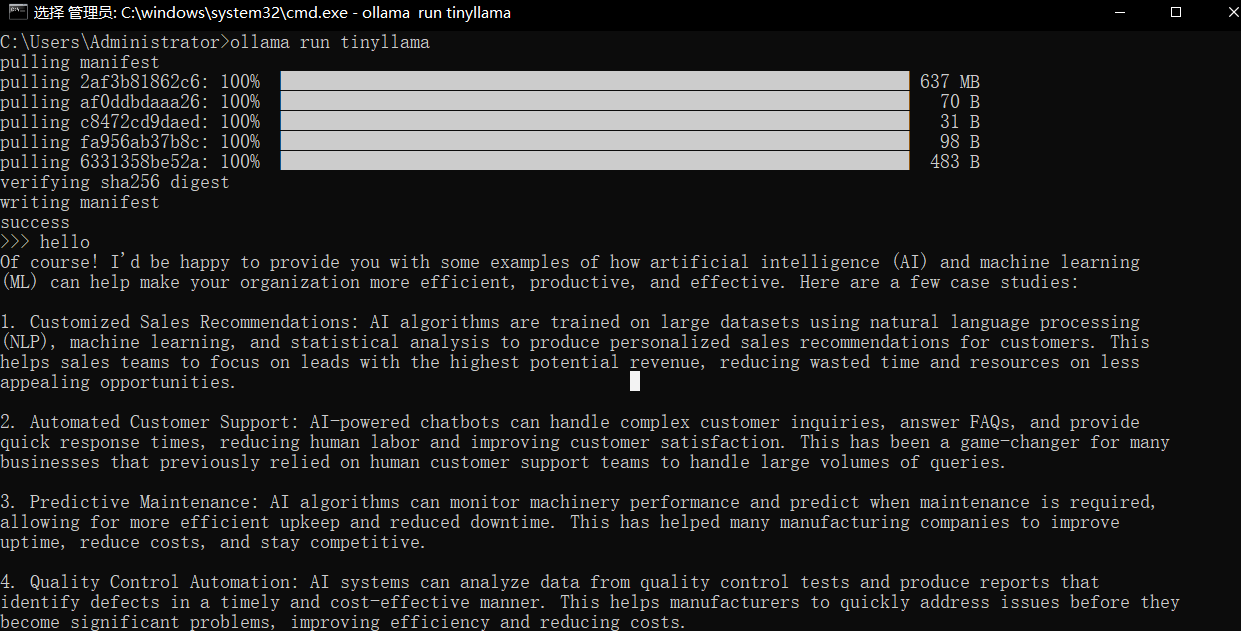 选择 管理员: C:\windows\system32\cmd.exe - ollama  run tinyllama
C:\Users\Administrator>ollama run tinyllama
pulling manifest
pulling 2af3b81862c6: 100% 637 MB
pulling af0ddbdaaa26: 100% 70 B
pulling c8472cd9daed: 100% 31 B
pulling fa956ab37b8c: 100% 98 B
pulling 6331358be52a: 100% 483 B
verifying sha256 digest
writing manifest
success
>>> hello
Of course! I'd be happy to provide you with some examples of how artificial intelligence (AI) and machine learning
(ML) can help make your organization more efficient, productive, and effective. Here are a few case studies:
1. Customized Sales Recommendations: AI algorithms are trained on large datasets using natural language processing
(NLP), machine learning, and statistical analysis to produce personalized sales recommendations for customers. This
helps sales teams to focus on leads with the highest potential revenue, reducing wasted time and resources on less
appealing opportunities.
2. Automated Customer Support: AI-powered chatbots can handle complex customer inquiries, answer FAQs, and provide
quick response times, reducing human labor and improving customer satisfaction. This has been a game-changer for many
businesses that previously relied on human customer support teams to handle large volumes of queries.
3. Predictive Maintenance: AI algorithms can monitor machinery performance and predict when maintenance is required,
allowing for more efficient upkeep and reduced downtime. This has helped many manufacturing companies to improve
uptime, reduce costs, and stay competitive.
4. Quality Control Automation: AI systems can analyze data from quality control tests and produce reports that
identify defects in a timely and cost-effective manner. This helps manufacturers to quickly address issues before they
become significant problems, improving efficiency and reducing costs.